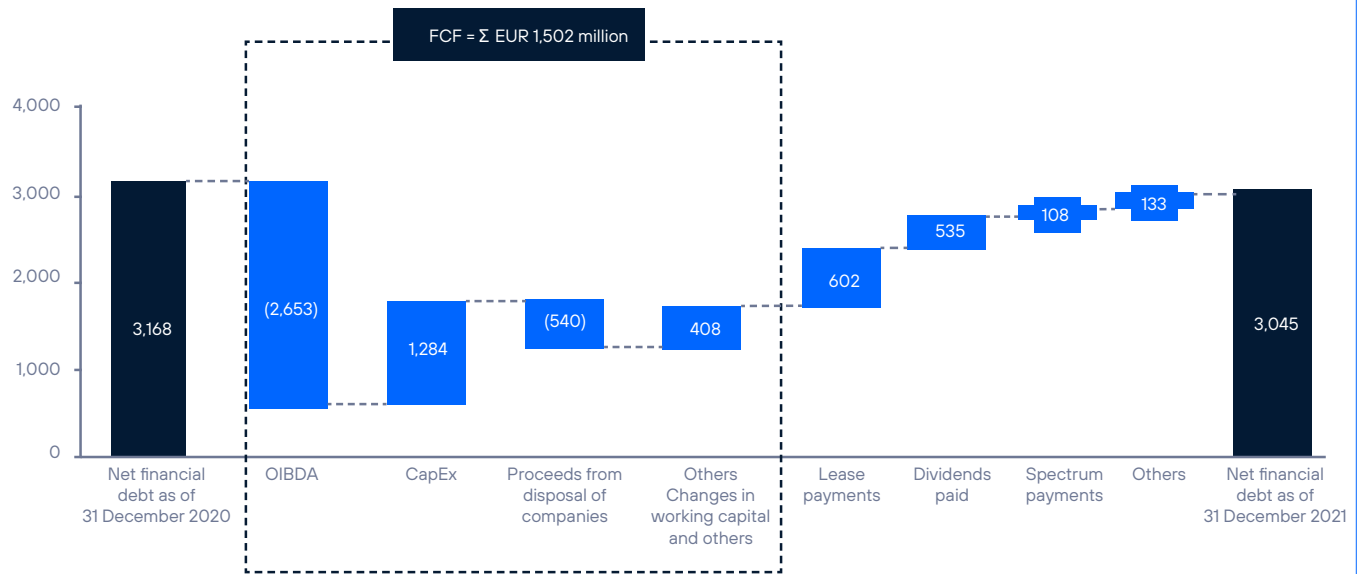 FCF = Σ EUR 1,502 million
4,000
3,000
2,000
1,000
0
3,168
(2,653)
1,284
(540)
408
602
535
108
133
3,045
Net financial
debt as of
31 December 2020
OIBDA
CapEx
Proceeds from
disposal of
companies
Others
Changes in
working capital
and others
Lease
payments
Dividends
paid
Spectrum
payments
Others
Net financial
debt as of
31 December 2021